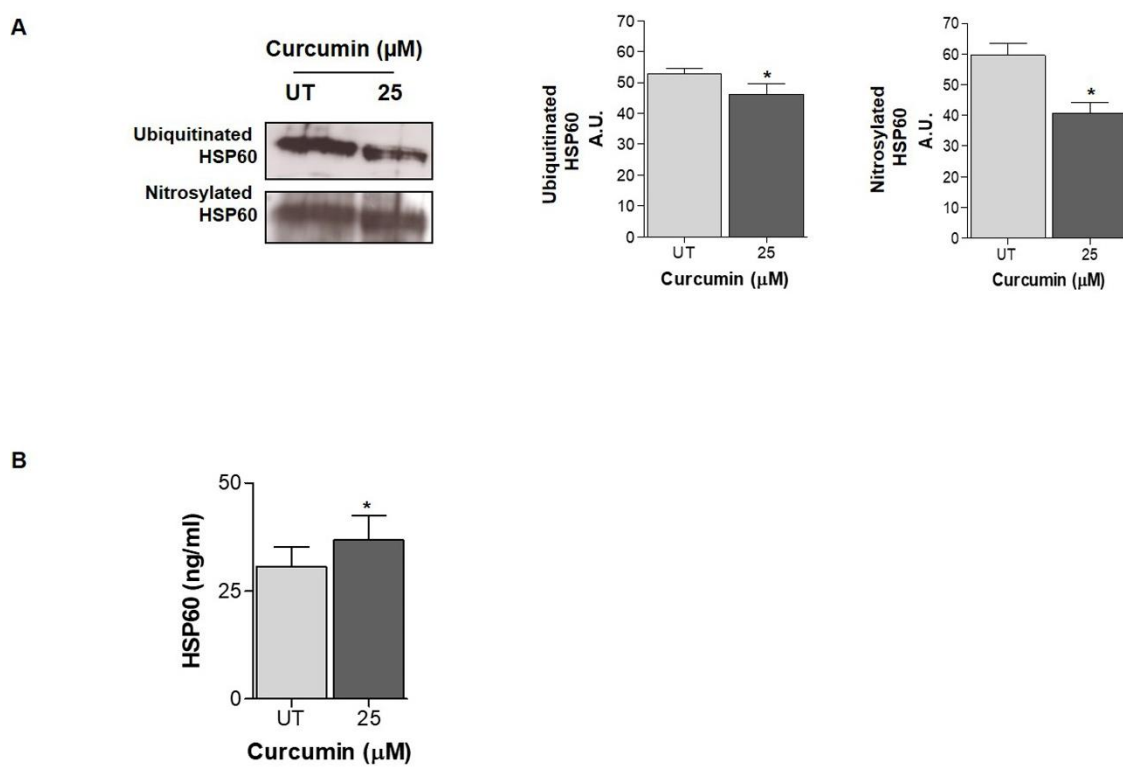 A
Curcumin (µM)
UT 25
Ubiquitinated
HSP60
Nitrosylated
HSP60
Ubiquitinated
HSP60
A.U.
70
60
50
40
30
20
10
0
*
UT 25
Curcumin (µM)
Nitrosylated
HSP60
A.U.
70
60
50
40
30
20
10
0
*
UT 25
Curcumin (µM)
B
HSP60 (ng/ml)
50
25
0
*
UT 25
Curcumin (µM)